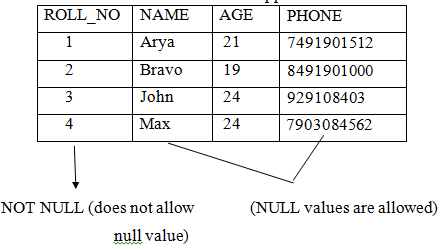 ROLL_NO NAME AGE PHONE
1 Arya 21 7491901512
2 Bravo 19 8491901000
3 John 24 929108403
4 Max 24 7903084562
NOT NULL (does not allow (NULL values are allowed)
null value)